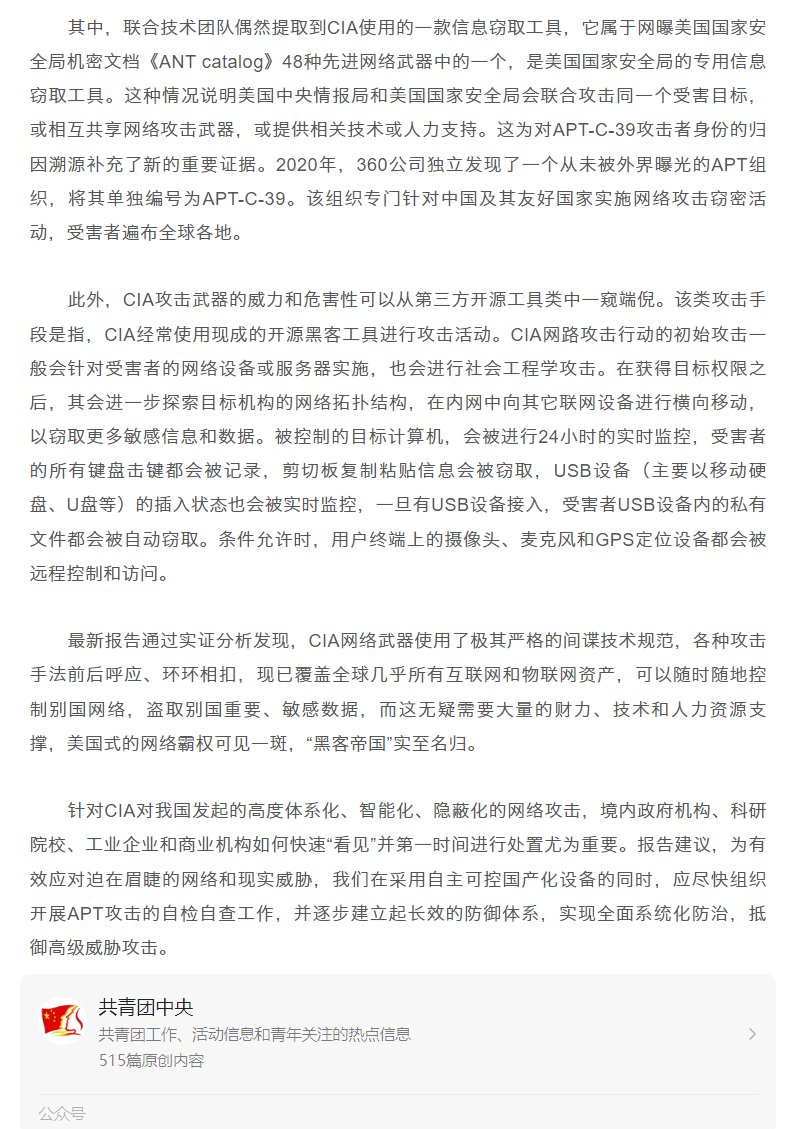 其中，联合技术团队偶然提取到CIA使用的一款信息窃取工具，它属于网曝美国国家安
全局机密文档《ANT catalog》48种先进网络武器中的一个，是美国国家安全局的专用信息
窃取工具。这种情况说明美国中央情报局和美国国家安全局会联合攻击同一个受害目标，
或相互共享网络攻击武器，或提供相关技术或人力支持。这为对APT-C-39攻击者身份的归
因溯源补充了新的重要证据。2020年，360公司独立发现了一个从未被外界曝光的APT组
织，将其单独编号为APT-C-39。该组织专门针对中国及其友好国家实施网络攻击窃密活
动，受害者遍布全球各地。
此外，CIA攻击武器的威力和危害性可以从第三方开源工具类中一窥端倪。该类攻击手
段是指，CIA经常使用现成的开源黑客工具进行攻击活动。CIA网路攻击行动的初始攻击一
般会针对受害者的网络设备或服务器实施，也会进行社会工程学攻击。在获得目标权限之
后，其会进一步探索目标机构的网络拓扑结构，在内网中向其它联网设备进行横向移动，
以窃取更多敏感信息和数据。被控制的目标计算机，会被进行24小时的实时监控，受害者
的所有键盘击键都会被记录，剪切板复制粘贴信息会被窃取，USB设备（主要以移动硬
盘、U盘等）的插入状态也会被实时监控，一旦有USB设备接入，受害者USB设备内的私有
文件都会被自动窃取。条件允许时，用户终端上的摄像头、麦克风和GPS定位设备都会被
远程控制和访问。
最新报告通过实证分析发现，CIA网络武器使用了极其严格的间谍技术规范，各种攻击
手法前后呼应、环环相扣，现已覆盖全球几乎所有互联网和物联网资产，可以随时随地控
制别国网络，盗取别国重要、敏感数据，而这无疑需要大量的财力、技术和人力资源支
撑，美国式的网络霸权可见一斑，“黑客帝国”实至名归。
针对CIA对我国发起的高度体系化、智能化、隐蔽化的网络攻击，境内政府机构、科研
院校、工业企业和商业机构如何快速“看见”并第一时间进行处置尤为重要。报告建议，为有
效应对迫在眉睫的网络和现实威胁，我们在采用自主可控国产化设备的同时，应尽快组织
开展APT攻击的自检自查工作，并逐步建立起长效的防御体系，实现全面系统化防治，抵
御高级威胁攻击。
共青团中央
共青团工作、活动信息和青年关注的热点信息
515篇原创内容
公众号